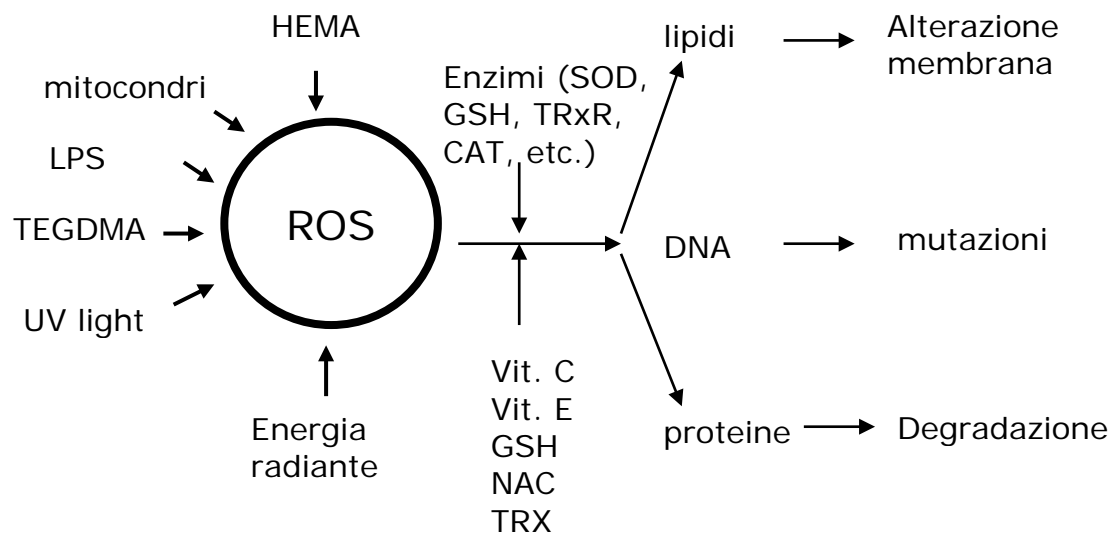 HEMA
mitocondri
LPS
TEGDMA
UV light
Energia
radiante
ROS
Enzimi (SOD,
GSH, TRxR,
CAT, etc.)
Vit. C
Vit. E
GSH
NAC
TRX
lipidi
Alterazione
membrana
DNA
mutazioni
proteine
Degradazione